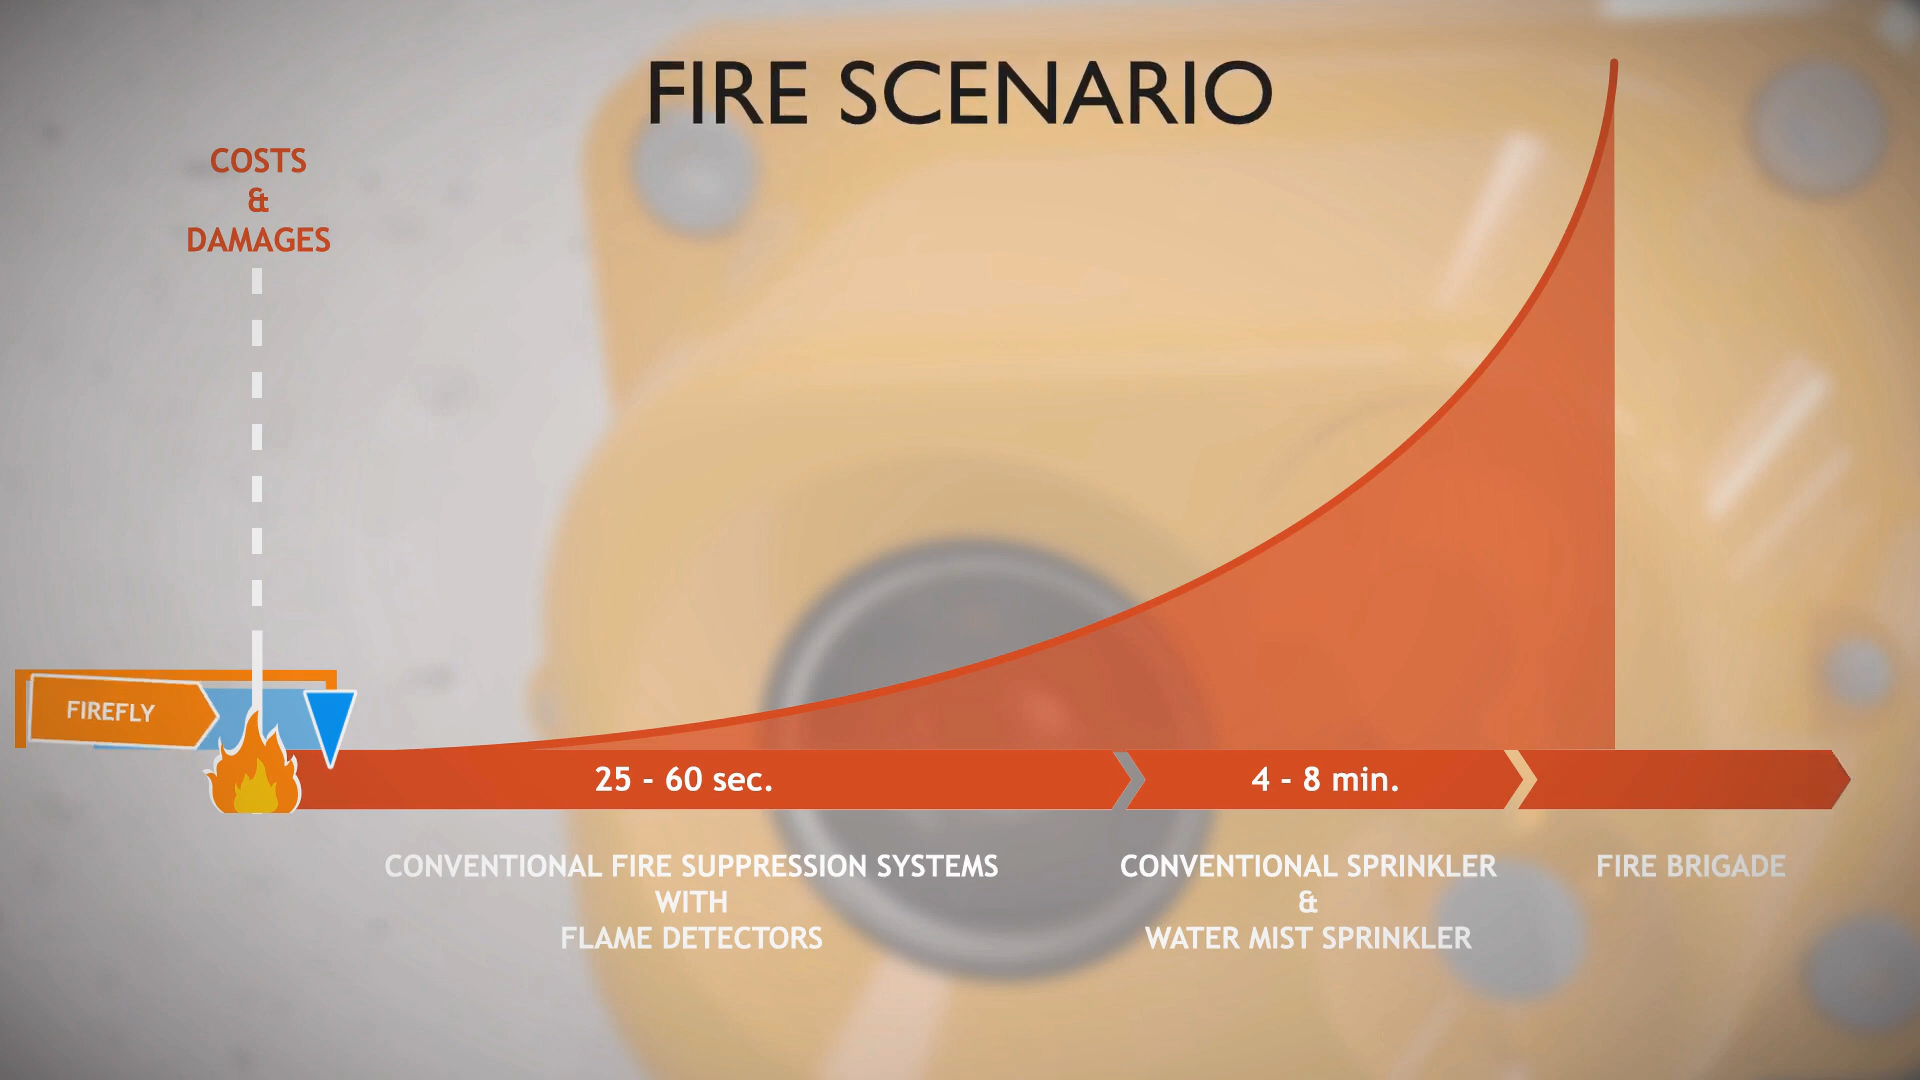 FIRE SCENARIO
COSTS
&
DAMAGES
FIREFLY
25 - 60 sec.
4 - 8 min.
CONVENTIONAL FIRE SUPPRESSION SYSTEMS
WITH
FLAME DETECTORS
CONVENTIONAL SPRINKLER
&
WATER MIST SPRINKLER
FIRE BRIGADE